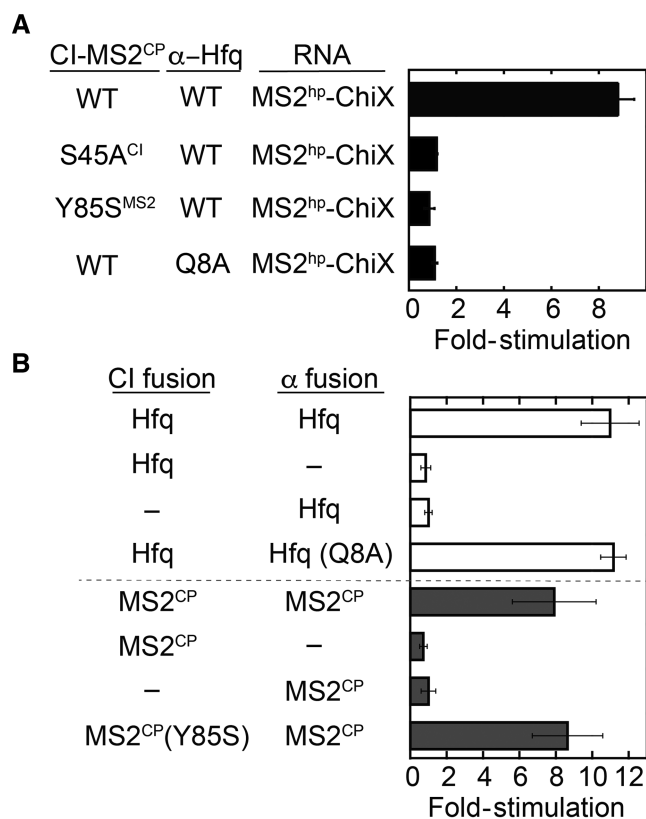 A
CI-MS2ᶜᴾ α–Hfq RNA
WT WT MS2ʰᵖ-ChiX
S45Aᶜᴵ WT MS2ʰᵖ-ChiX
Y85Sᴹˢ² WT MS2ʰᵖ-ChiX
WT Q8A MS2ʰᵖ-ChiX
0 2 4 6 8
Fold-stimulation
B
CI fusion α fusion
Hfq Hfq
Hfq –
– Hfq
Hfq Hfq (Q8A)
MS2ᶜᴾ MS2ᶜᴾ
MS2ᶜᴾ –
– MS2ᶜᴾ
MS2ᶜᴾ(Y85S) MS2ᶜᴾ
0 2 4 6 8 10 12
Fold-stimulation